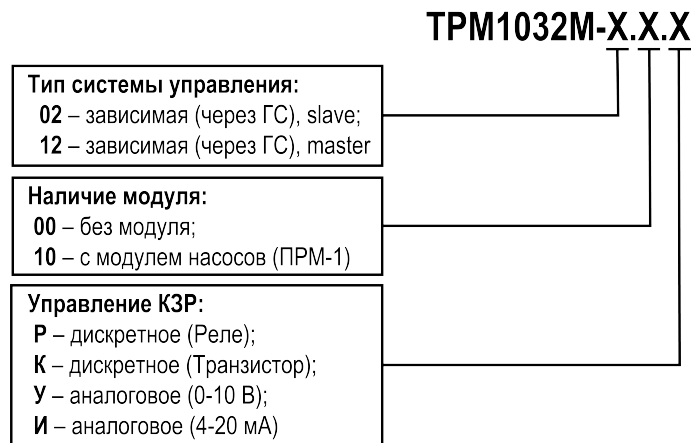 ТРМ1032М-Х.Х.Х
Тип системы управления:
02 – зависимая (через ГС), slave;
12 – зависимая (через ГС), master
Наличие модуля:
00 – без модуля;
10 – с модулем насосов (ПРМ-1)
Управление КЗР:
Р – дискретное (Реле);
К – дискретное (Транзистор);
У – аналоговое (0-10 В);
И – аналоговое (4-20 мА)